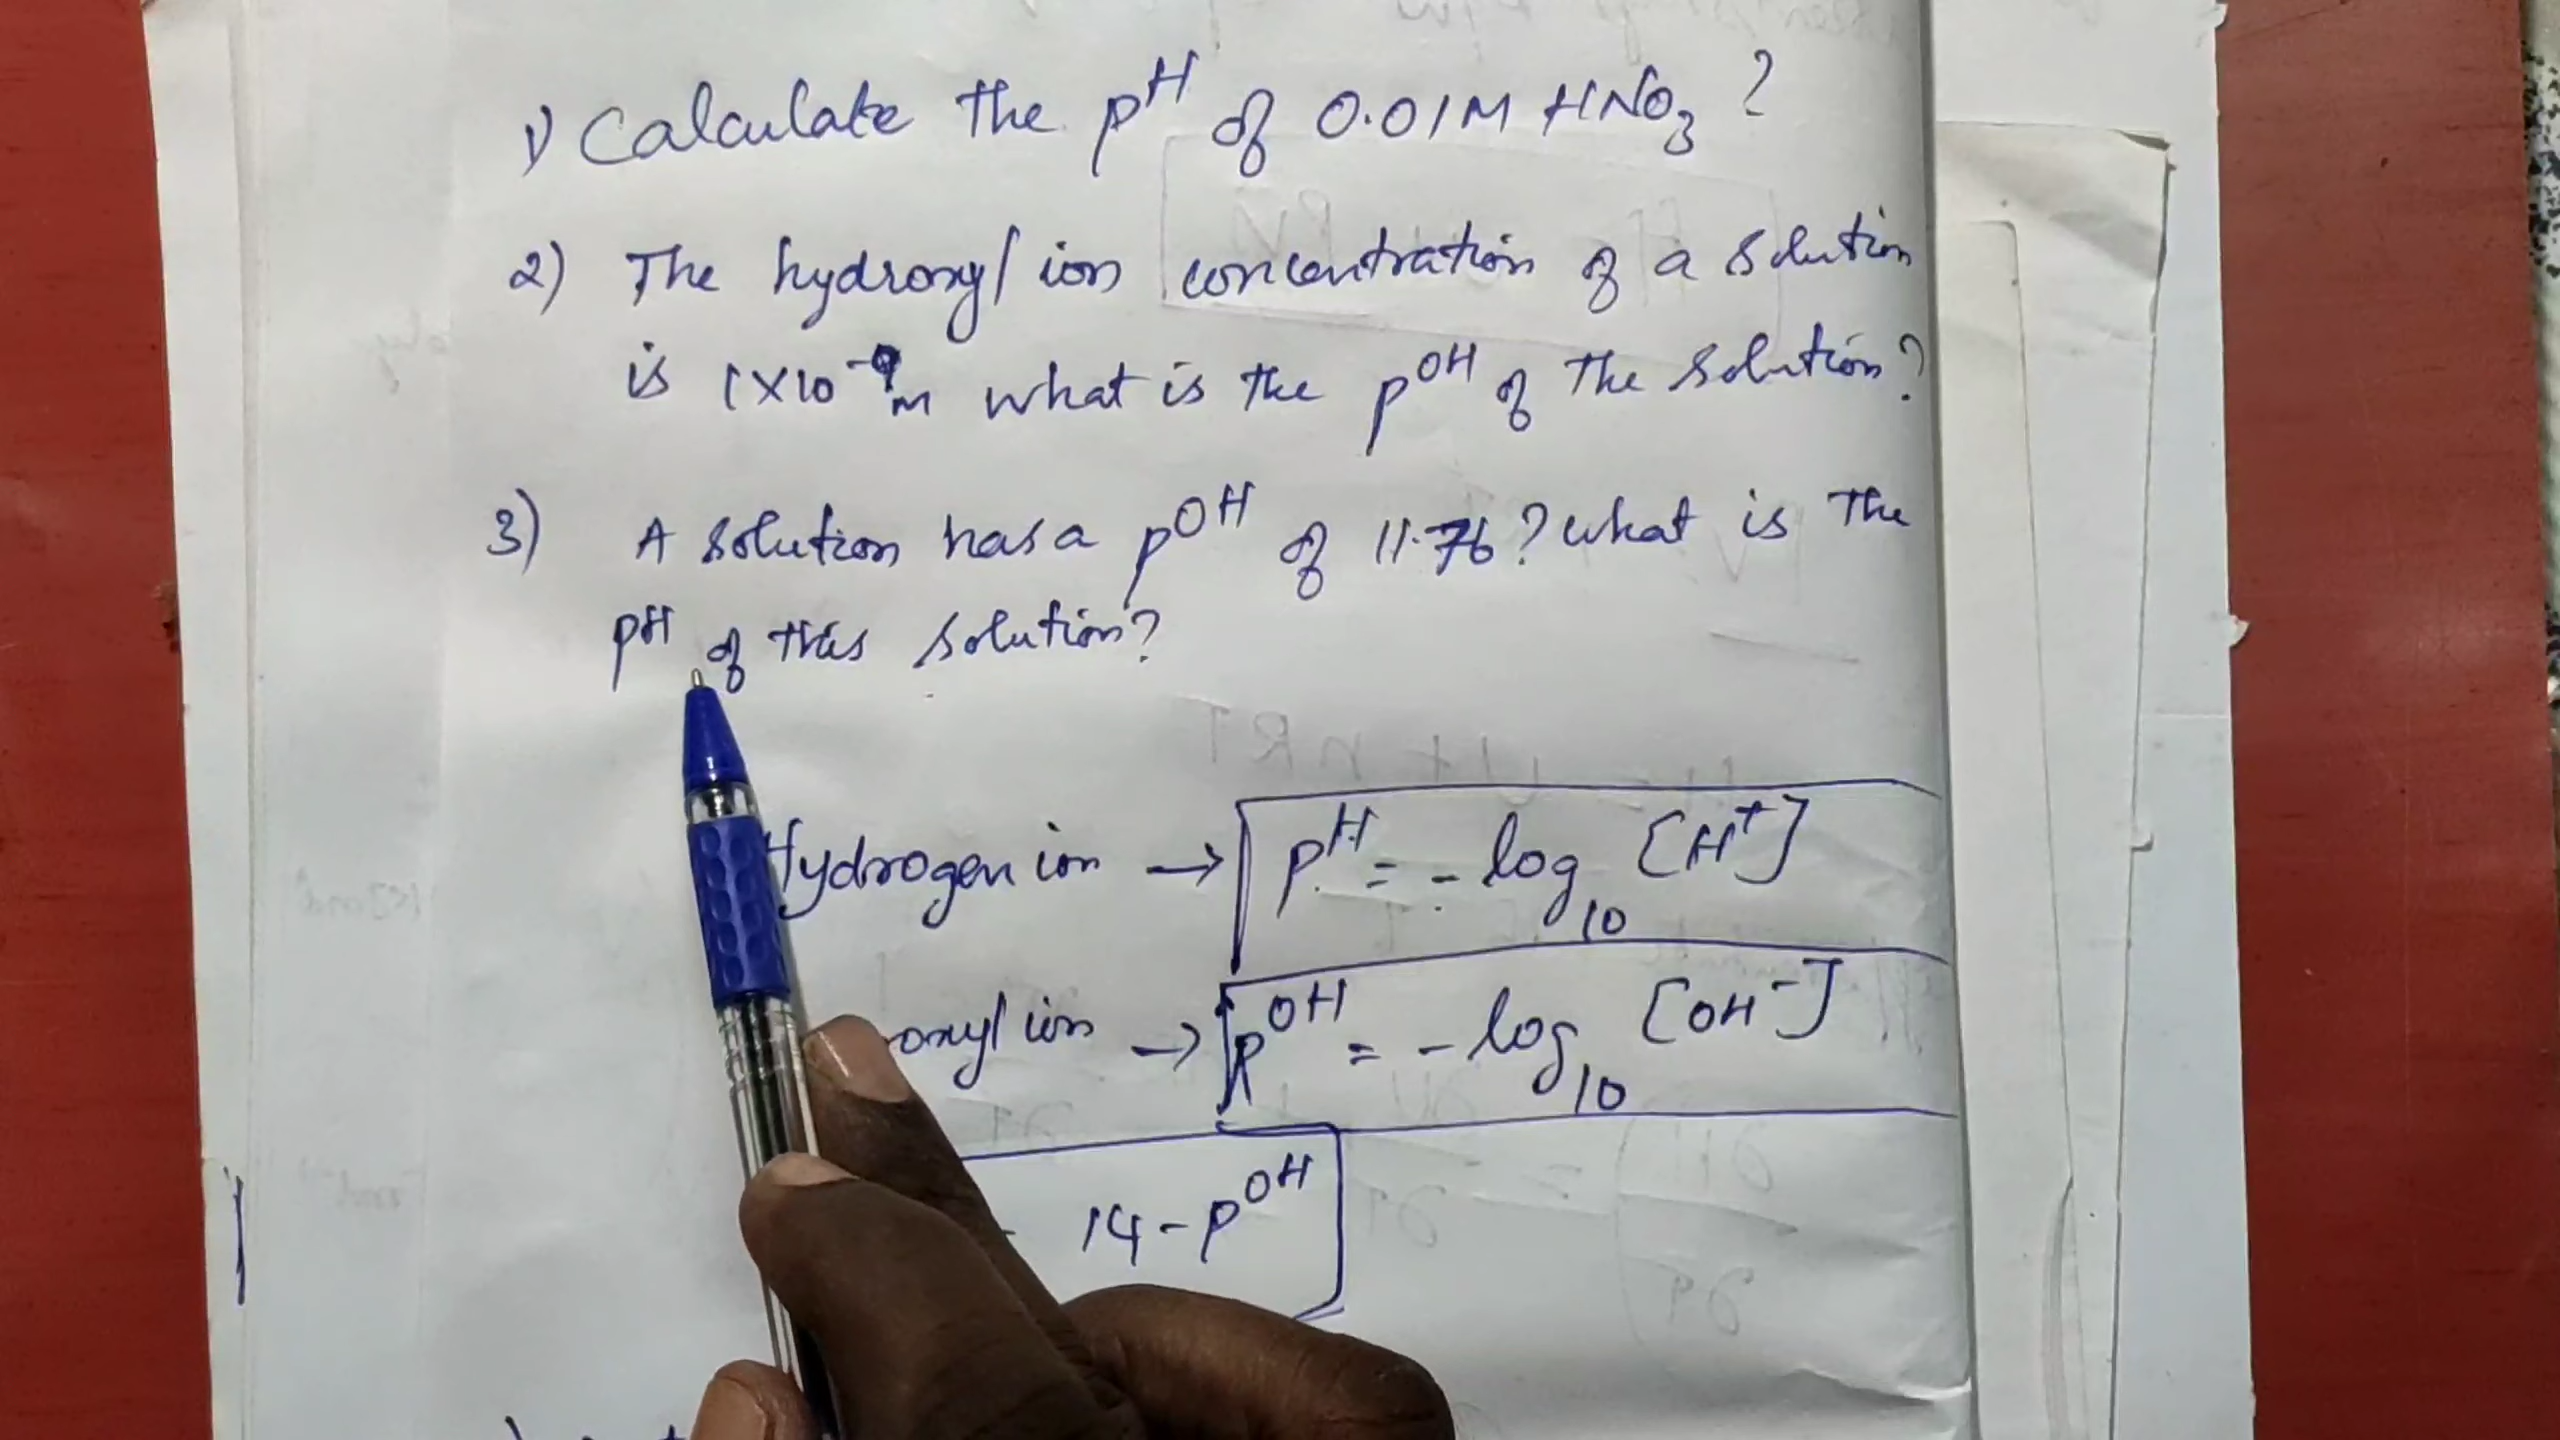 1) Calculate the pH of 0.01M HNO3 ?
2) The hydroxyl ion concentration of a solution
is 1×10⁻⁹M what is the pOH of the solution?
3) A solution has a pOH of 11.76? what is the
pH of this solution?
Hydrogen ion → pH = - log10 [H+]
oxyl ion → pOH = - log10 [OH-]
14 - pOH